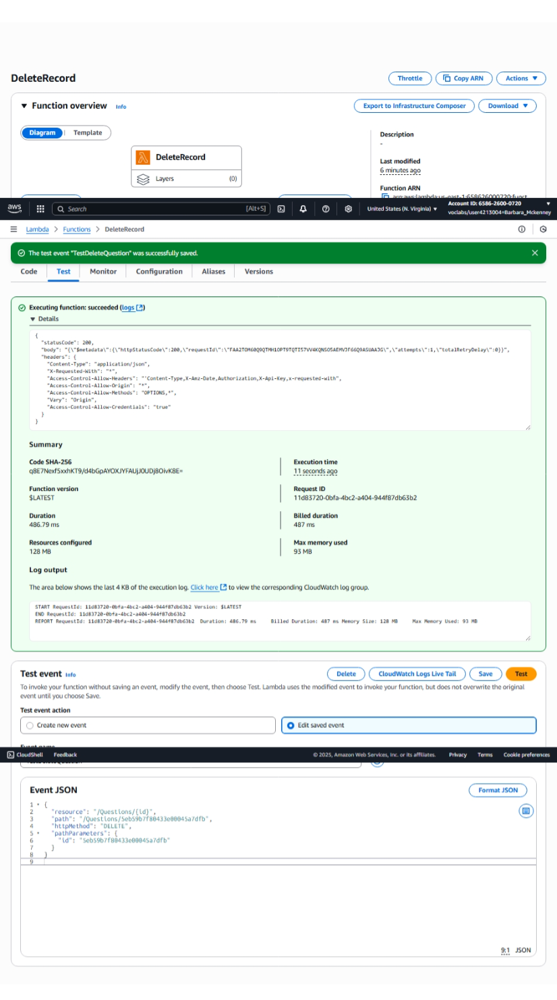 DeleteRecord
Throttle
Copy ARN
Actions
Function overview Info
Export to Infrastructure Composer
Download
Diagram
Template
DeleteRecord
Layers
(0)
Description
-
Last modified
6 minutes ago
Function ARN
arn:aws:lambda:us-east-1:658626000720:funct
aws
Search
[Alt+S]
United States (N. Virginia)
Account ID: 6586-2600-0720
voclabs/user4213004=Barbara_Mckenney
Lambda > Functions > DeleteRecord
The test event "TestDeleteQuestion" was successfully saved.
Code
Test
Monitor
Configuration
Aliases
Versions
Executing function: succeeded (logs)
Details
{
"statusCode": 200,
"headers": {
"Content-Type": "application/json",
"X-Requested-With": "*",
"Access-Control-Allow-Headers": "'Content-Type,X-Amz-Date,Authorization,X-Api-Key,x-requested-with",
"Access-Control-Allow-Origin": "*",
"Access-Control-Allow-Methods": "OPTIONS,*",
"Vary": "Origin",
"Access-Control-Allow-Credentials": "true"
}
}
Summary
Code SHA-256
Execution time
11 seconds ago
Function version
$LATEST
Request ID
11d83720-0bfa-4bc2-a404-944f87db63b2
Duration
486.79 ms
Billed duration
487 ms
Resources configured
128 MB
Max memory used
93 MB
Log output
The area below shows the last 4 KB of the execution log. Click here to view the corresponding CloudWatch log group.
START RequestId: 11d83720-0bfa-4bc2-a404-944f87db63b2 Version: $LATEST
END RequestId: 11d83720-0bfa-4bc2-a404-944f87db63b2
REPORT RequestId: 11d83720-0bfa-4bc2-a404-944f87db63b2 Duration: 486.79 ms Billed Duration: 487 ms Memory Size: 128 MB Max Memory Used: 93 MB
Test event Info
Delete
CloudWatch Logs Live Tail
Save
Test
To invoke your function without saving an event, modify the event, then choose Test. Lambda uses the modified event to invoke your function, but does not overwrite the original
event until you choose Save.
Test event action
Create new event
Edit saved event
CloudShell
Feedback
© 2025, Amazon Web Services, Inc. or its affiliates.
Privacy
Terms
Cookie preferences
Event JSON
Format JSON
1 {
2 "resource": "/Questions/{id}",
3 "path": "/Questions/5eb59b7f80433e00045a7dfb",
4 "httpMethod": "DELETE",
5 "pathParameters": {
6 "id": "5eb59b7f80433e00045a7dfb"
7 }
8 }
9
9:1 JSON